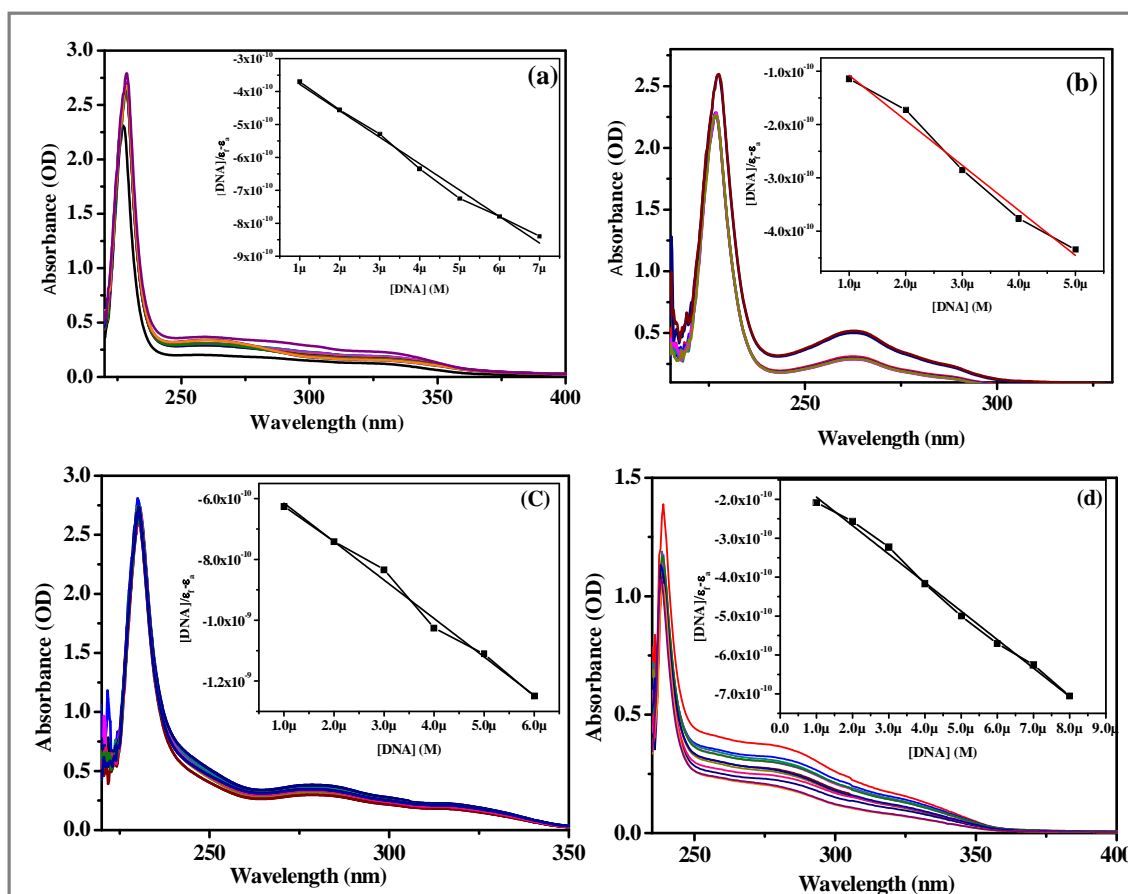 (a)
3.0
2.5
2.0
1.5
1.0
0.5
0.0
Absorbance (OD)
250 300 350 400
Wavelength (nm)
-3x10⁻¹⁰
-4x10⁻¹⁰
-5x10⁻¹⁰
-6x10⁻¹⁰
-7x10⁻¹⁰
-8x10⁻¹⁰
-9x10⁻¹⁰
[DNA]/εf-εa
1μ 2μ 3μ 4μ 5μ 6μ 7μ
[DNA] (M)
(b)
2.5
2.0
1.5
1.0
0.5
Absorbance (OD)
250 300
Wavelength (nm)
-1.0x10⁻¹⁰
-2.0x10⁻¹⁰
-3.0x10⁻¹⁰
-4.0x10⁻¹⁰
[DNA]/εf-εa
1.0μ 2.0μ 3.0μ 4.0μ 5.0μ
[DNA] (M)
(C)
3.0
2.5
2.0
1.5
1.0
0.5
0.0
Absorbance (OD)
250 300 350
Wavelength (nm)
-6.0x10⁻¹⁰
-8.0x10⁻¹⁰
-1.0x10⁻⁹
-1.2x10⁻⁹
[DNA]/εf-εa
1.0μ 2.0μ 3.0μ 4.0μ 5.0μ 6.0μ
[DNA] (M)
(d)
1.5
1.0
0.5
0.0
Absorbance (OD)
250 300 350 400
Wavelength (nm)
-2.0x10⁻¹⁰
-3.0x10⁻¹⁰
-4.0x10⁻¹⁰
-5.0x10⁻¹⁰
-6.0x10⁻¹⁰
-7.0x10⁻¹⁰
[DNA]/εf-εa
0.0 1.0μ 2.0μ 3.0μ 4.0μ 5.0μ 6.0μ 7.0μ 8.0μ 9.0μ
[DNA] (M)